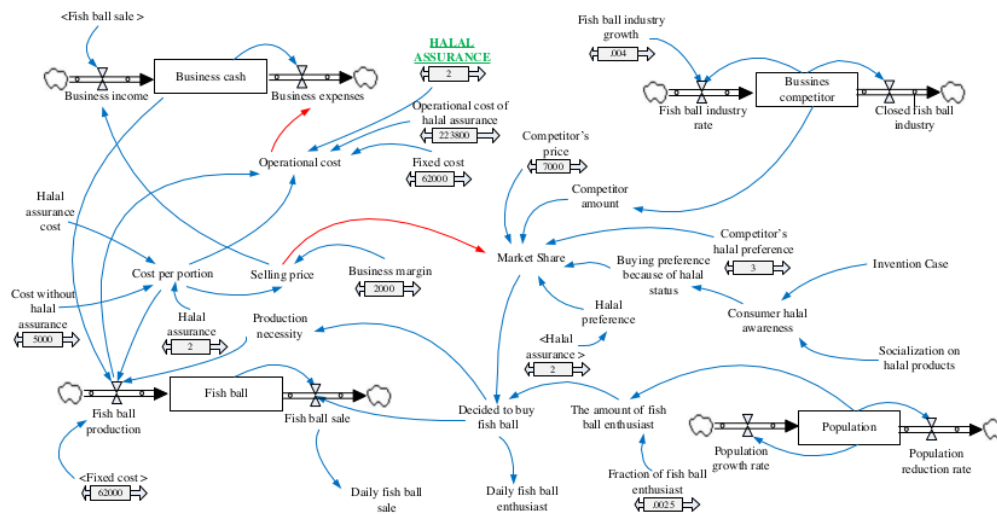 <Fish ball sale >
Business cash
Business income
Business expenses
HALAL
ASSURANCE
2
Operational cost of
halal assurance
223800
Fixed cost
62000
Operational cost
Fish ball industry
growth
.004
Bussines
competitor
Fish ball industry
rate
Closed fish ball
industry
Competitor's
price
7000
Competitor
amount
Halal
assurance
cost
Cost per portion
Selling price
Business margin
2000
Market Share
Competitor's
halal preference
3
Buying preference
because of halal
status
Invention Case
Consumer halal
awareness
Socialization on
halal products
Cost without
halal
assurance
5000
Halal
assurance
2
Production
necessity
Halal
preference
<Halal
assurance >
2
Fish ball
Fish ball
production
Fish ball sale
Decided to buy
fish ball
The amount of fish
ball enthusiast
Population
Population
growth rate
Population
reduction rate
<Fixed cost >
62000
Daily fish ball
sale
Daily fish ball
enthusiast
Fraction of fish ball
enthusiast
.0025